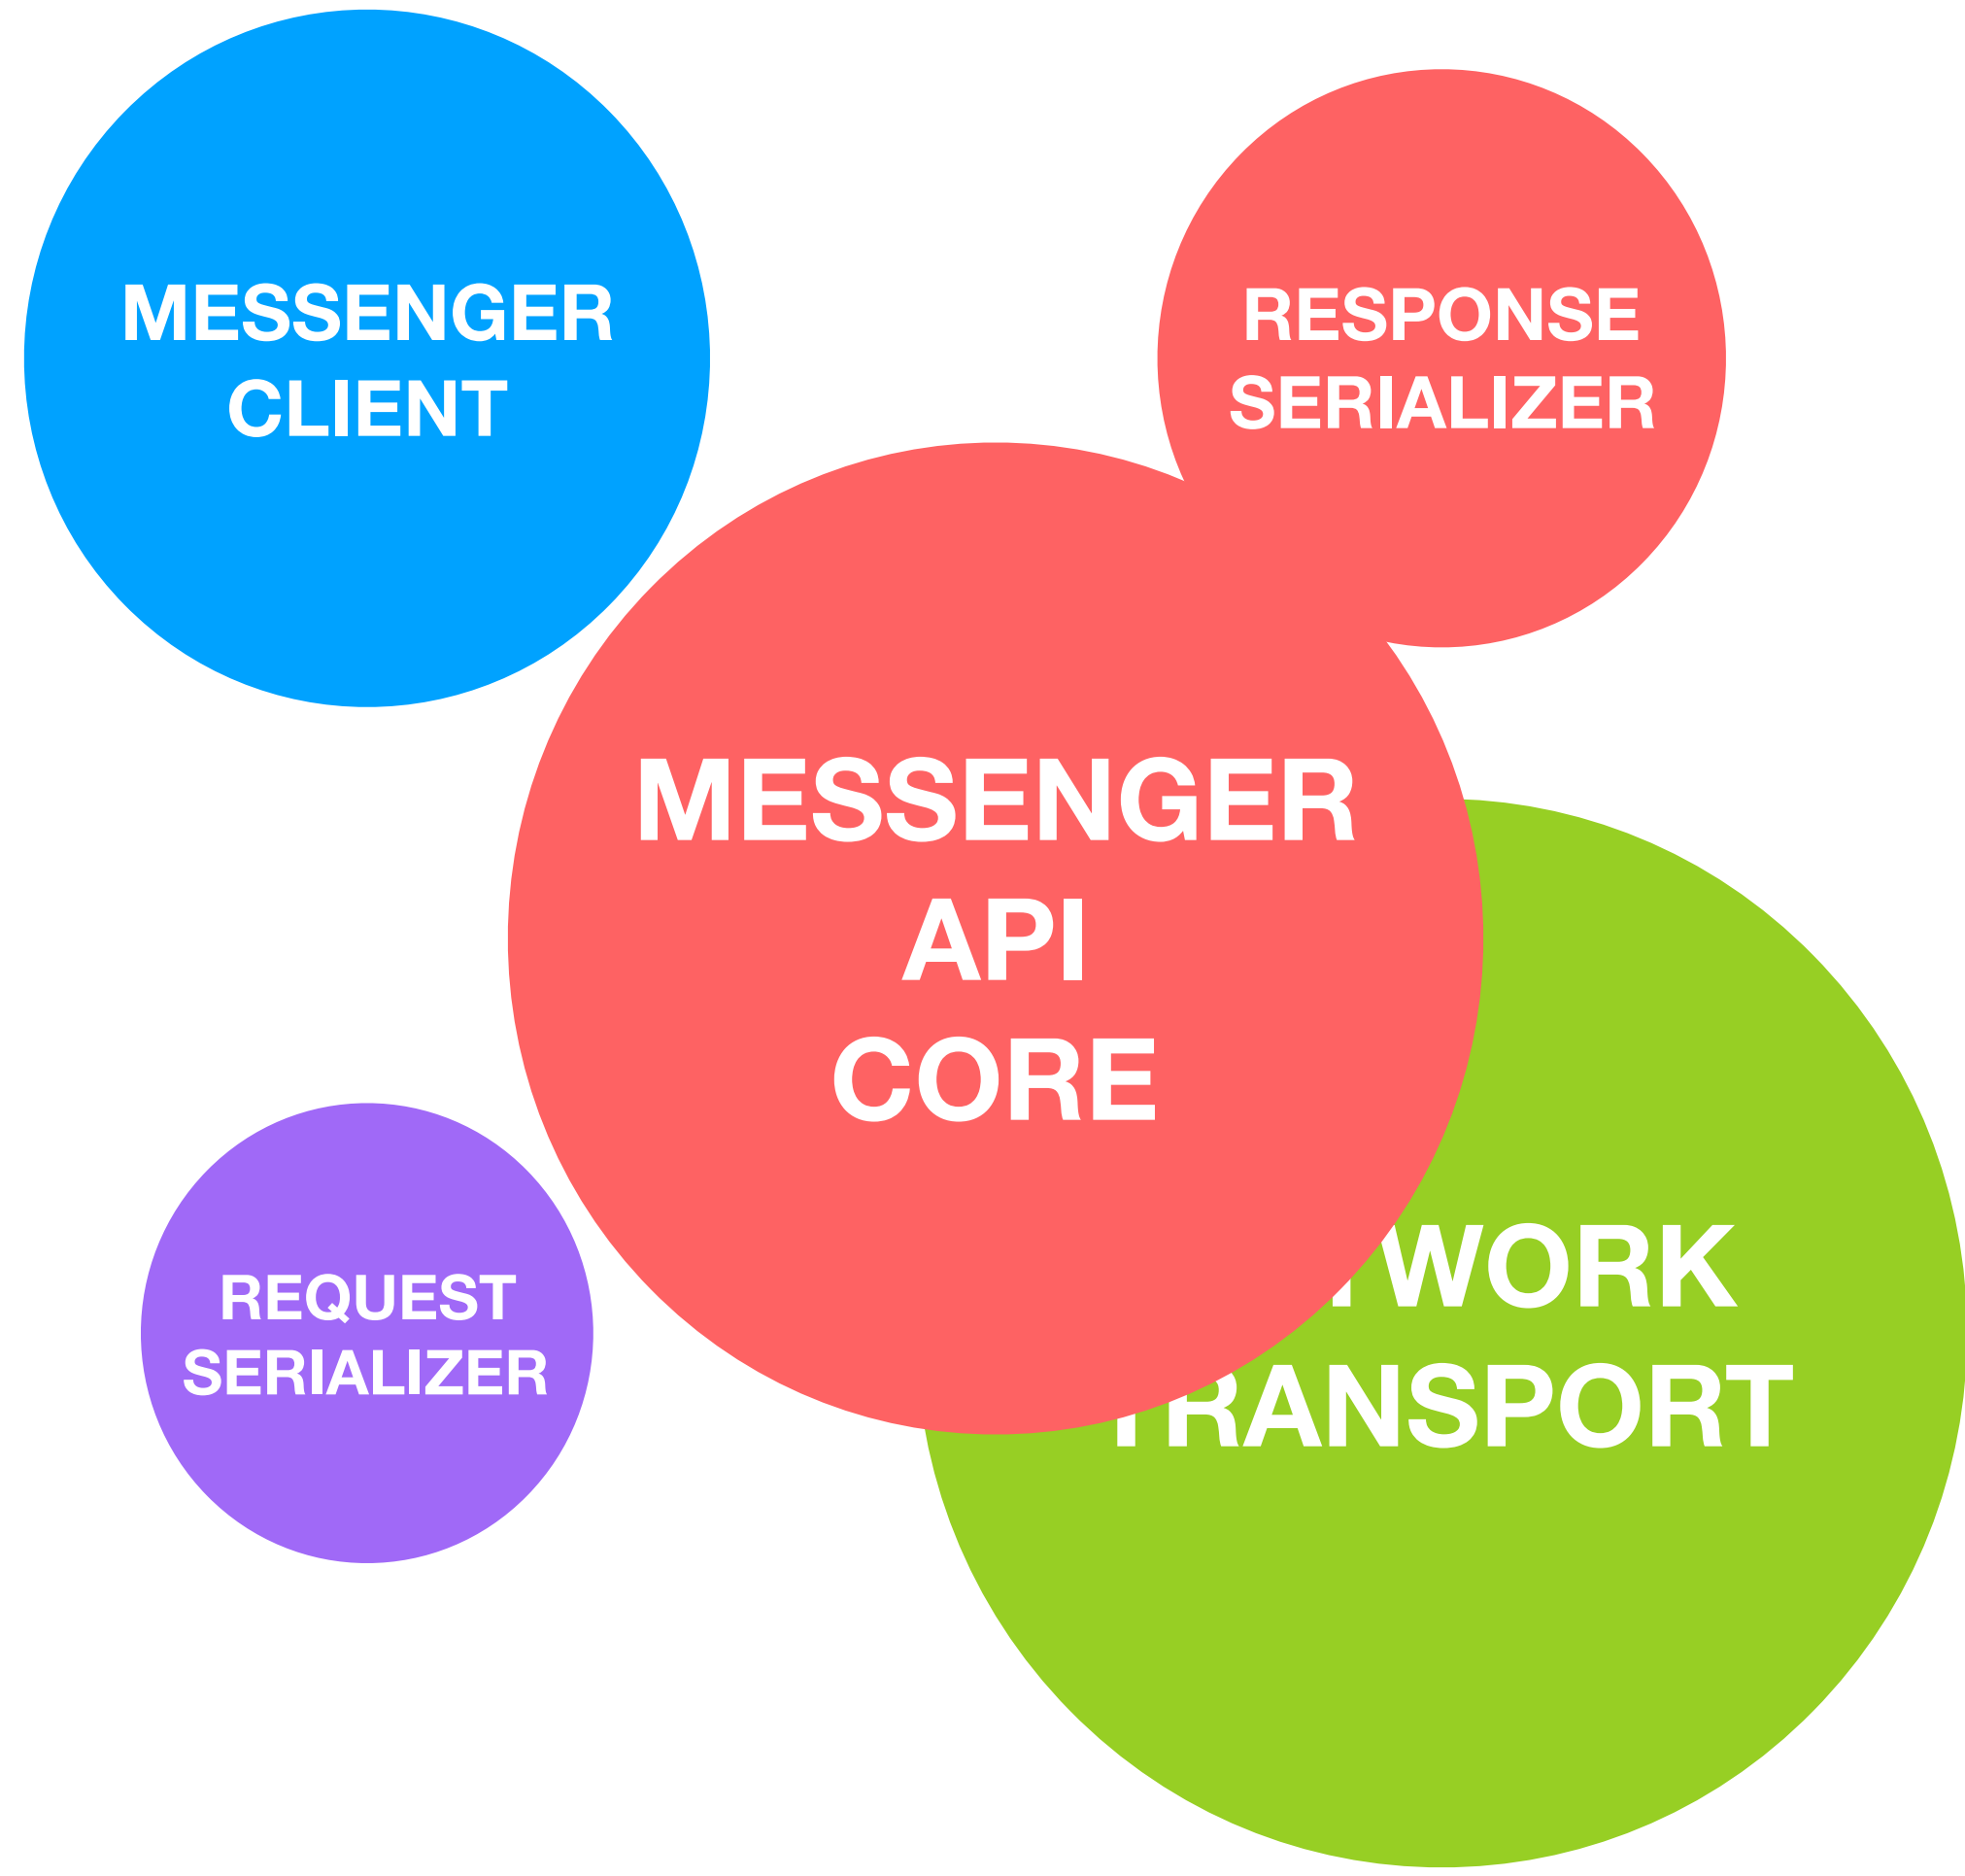 MESSENGER
CLIENT
RESPONSE
SERIALIZER
MESSENGER
API
CORE
REQUEST
SERIALIZER
WORK
TRANSPORT